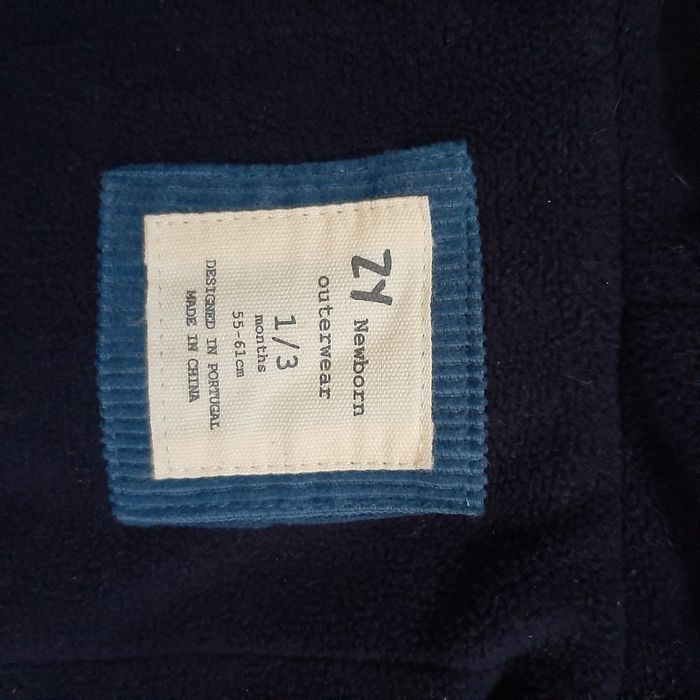 ZY Newborn
outerwear
1/3
months
55-61cm
DESIGNED IN PORTUGAL
MADE IN CHINA